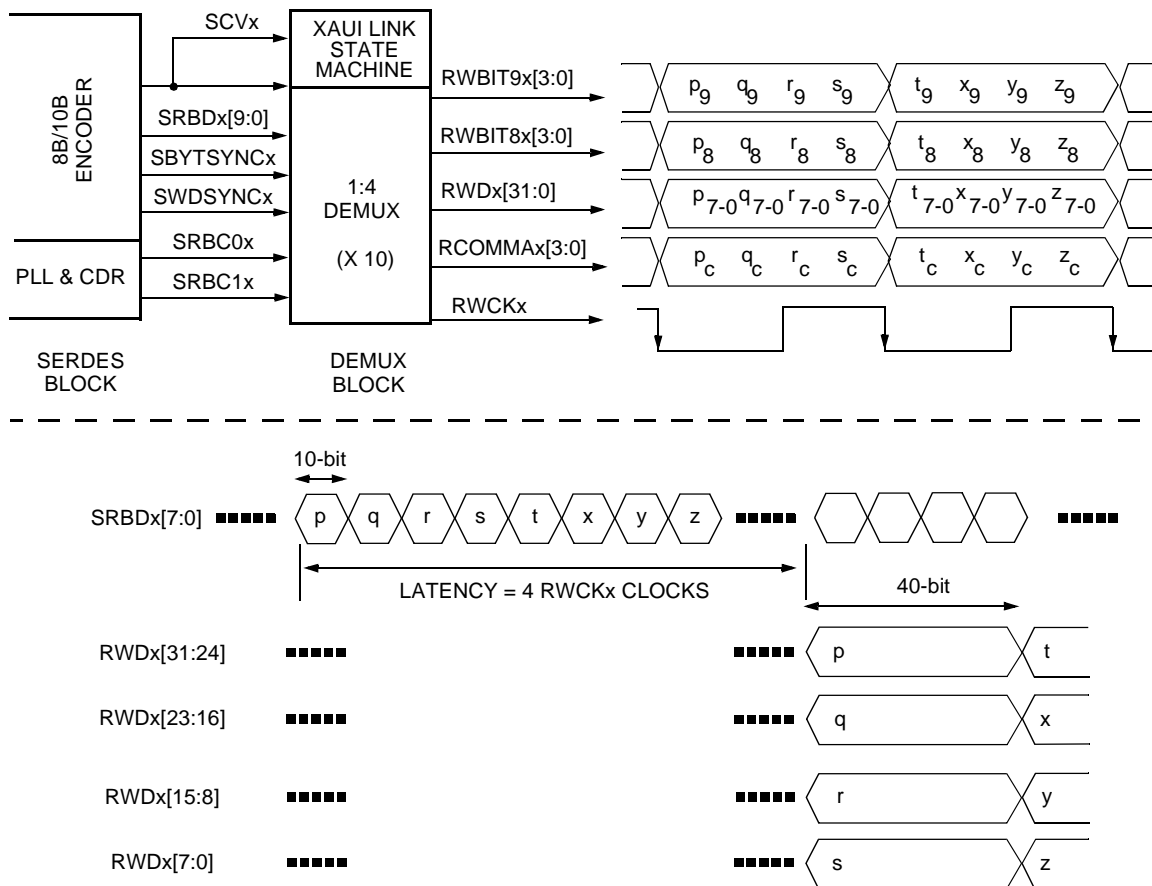 SCVx
XAUI LINK
STATE
MACHINE
8B/10B
ENCODER
SRBDx[9:0]
SBYTSYNCx
SWDSYNCx
SRBC0x
SRBC1x
PLL & CDR
1:4
DEMUX
(X 10)
SERDES
BLOCK
DEMUX
BLOCK
RWBIT9x[3:0]
p9 q9 r9 s9 t9 x9 y9 z9
RWBIT8x[3:0]
p8 q8 r8 s8 t8 x8 y8 z8
RWDx[31:0]
p7-0 q7-0 r7-0 s7-0 t7-0 x7-0 y7-0 z7-0
RCOMMAx[3:0]
pc qc rc sc tc xc yc zc
RWCKx
10-bit
SRBDx[7:0] p q r s t x y z
LATENCY = 4 RWCKx CLOCKS
40-bit
RWDx[31:24] p t
RWDx[23:16] q x
RWDx[15:8] r y
RWDx[7:0] s z